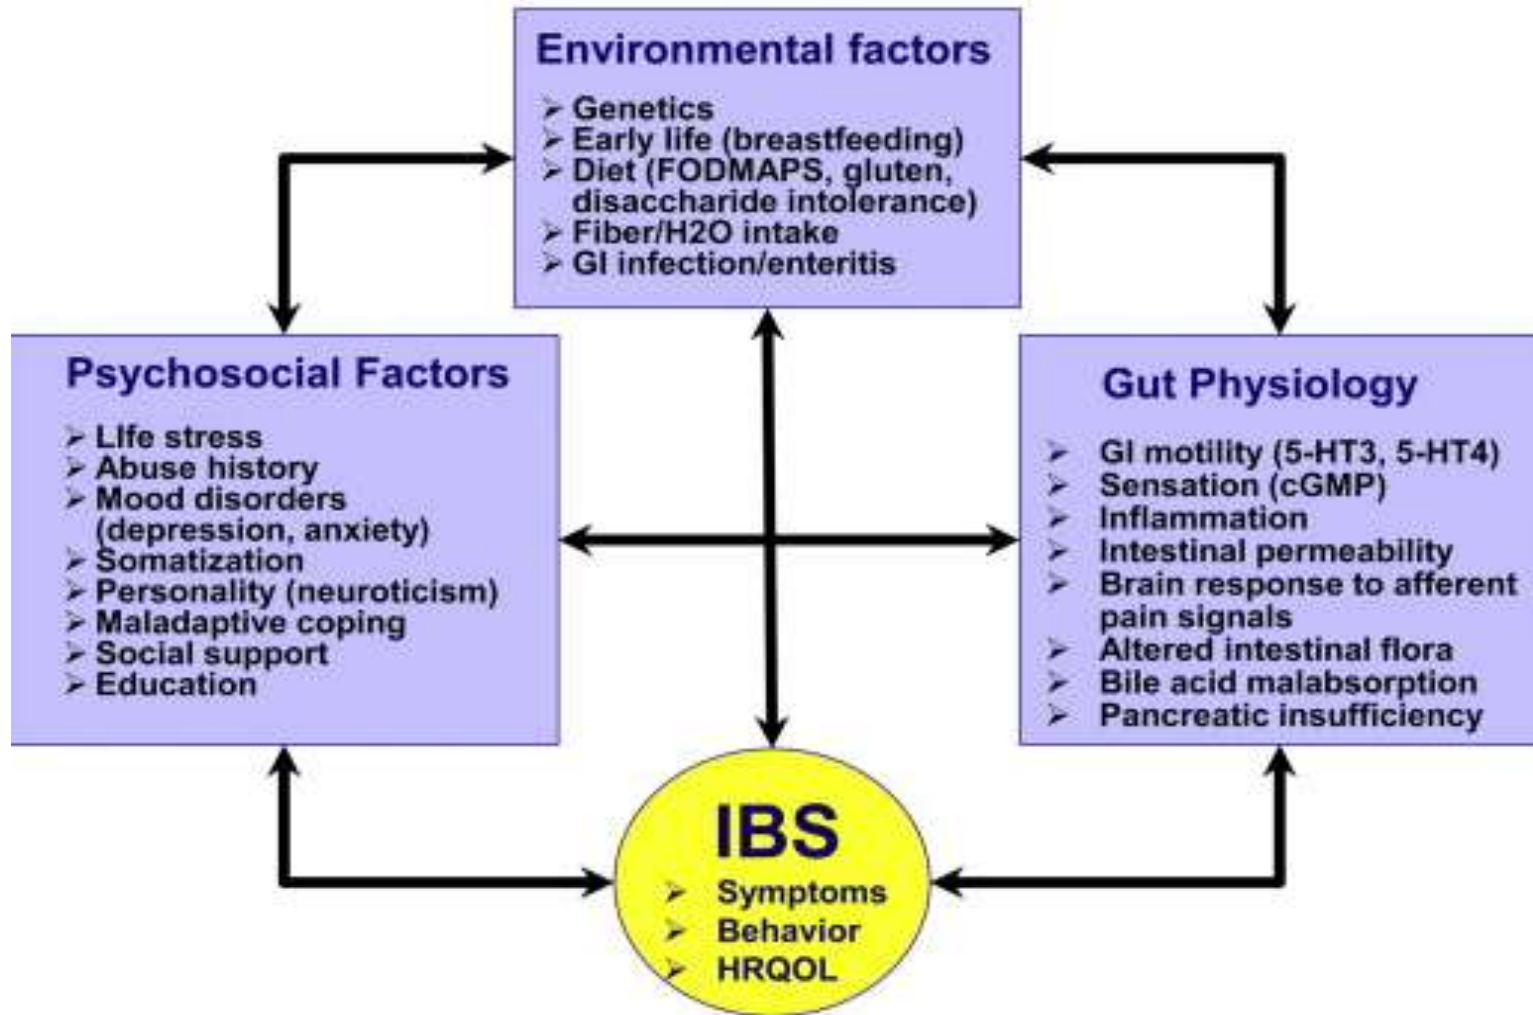 Environmental factors
➢ Genetics
➢ Early life (breastfeeding)
➢ Diet (FODMAPS, gluten,
disaccharide intolerance)
➢ Fiber/H2O intake
➢ GI infection/enteritis
Psychosocial Factors
➢ LIfe stress
➢ Abuse history
➢ Mood disorders
(depression, anxiety)
➢ Somatization
➢ Personality (neuroticism)
➢ Maladaptive coping
➢ Social support
➢ Education
Gut Physiology
➢ GI motility (5-HT3, 5-HT4)
➢ Sensation (cGMP)
➢ Inflammation
➢ Intestinal permeability
➢ Brain response to afferent
pain signals
➢ Altered intestinal flora
➢ Bile acid malabsorption
➢ Pancreatic insufficiency
IBS
➢ Symptoms
➢ Behavior
➢ HRQOL